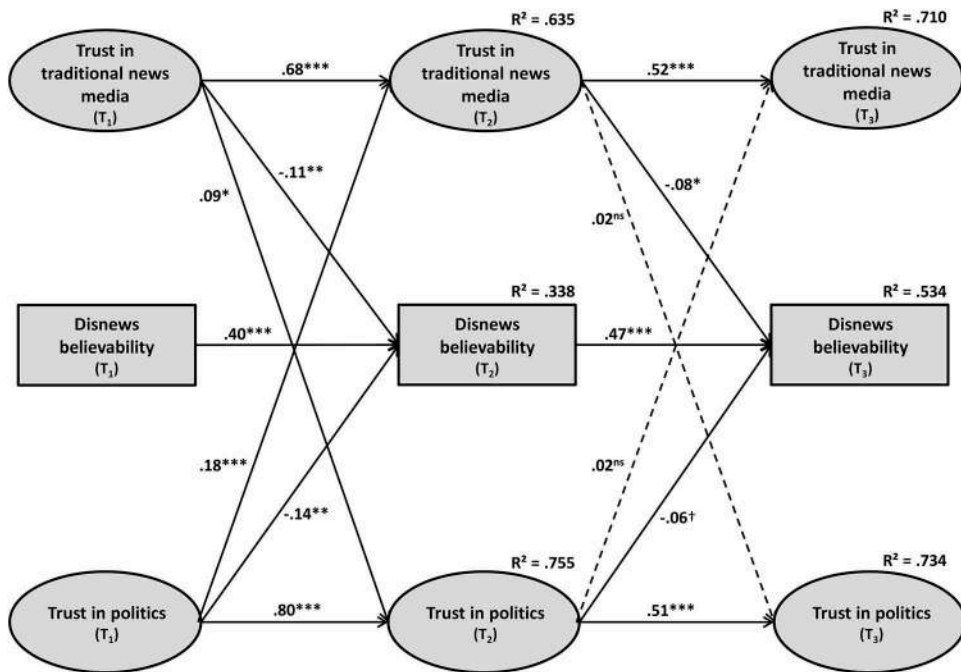 R² = .635
R² = .710
Trust in
traditional news
media
(T₁)
.68***
Trust in
traditional news
media
(T₂)
.52***
Trust in
traditional news
media
(T₃)
-.11**
.09*
-.08*
.02ⁿˢ
R² = .338
R² = .534
Disnews
believability
(T₁)
.40***
Disnews
believability
(T₂)
.47***
Disnews
believability
(T₃)
.18***
-.14**
.02ⁿˢ
-.06†
R² = .755
R² = .734
Trust in politics
(T₁)
.80***
Trust in politics
(T₂)
.51***
Trust in politics
(T₃)